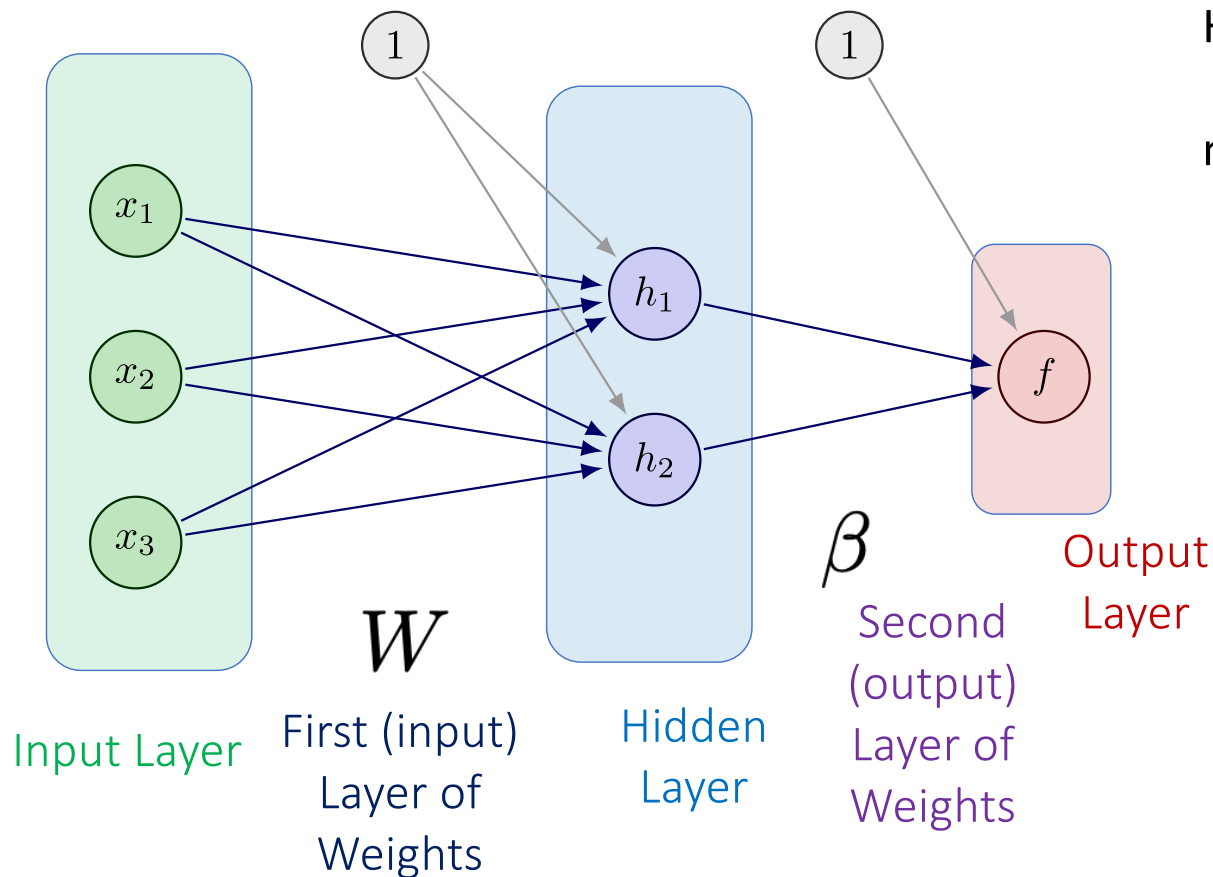 1
1
x1
x2
x3
h1
h2
f
W
β
Input Layer
First (input)
Layer of
Weights
Hidden
Layer
Second
(output)
Layer of
Weights
Output
Layer